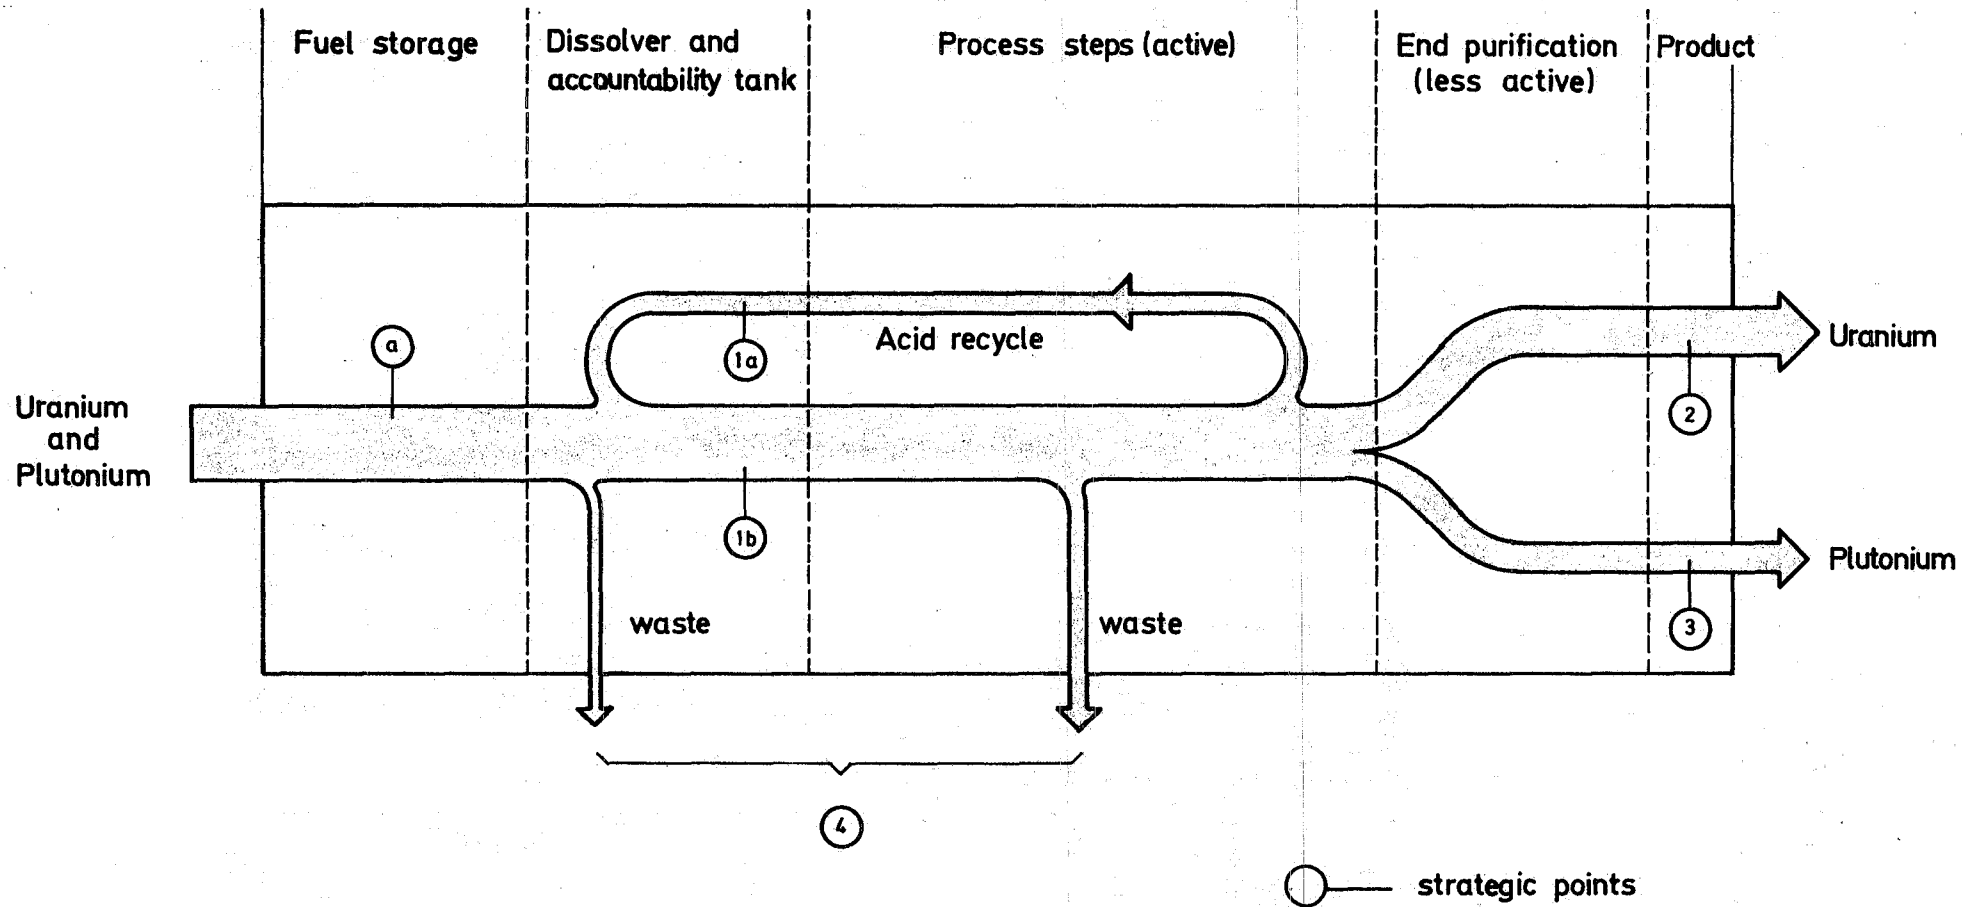 Fuel storage
Dissolver and
accountability tank
Process steps (active)
End purification
(less active)
Product
Acid recycle
a
1a
Uranium
and
Plutonium
1b
Uranium
2
Plutonium
3
waste
waste
4
strategic points